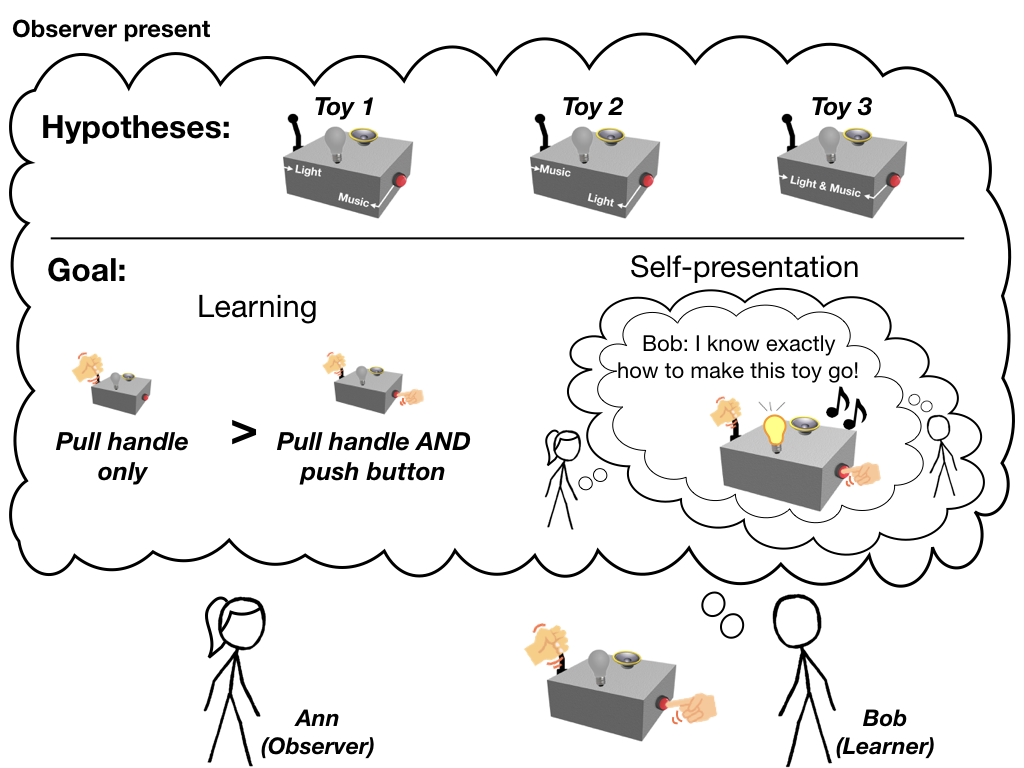 Observer present
Hypotheses:
Toy 1
Toy 2
Toy 3
Light
Music
Music
Light
Light & Music
Goal:
Learning
Self-presentation
Pull handle
only
>
Pull handle AND
push button
Bob: I know exactly
how to make this toy go!
Ann
(Observer)
Bob
(Learner)